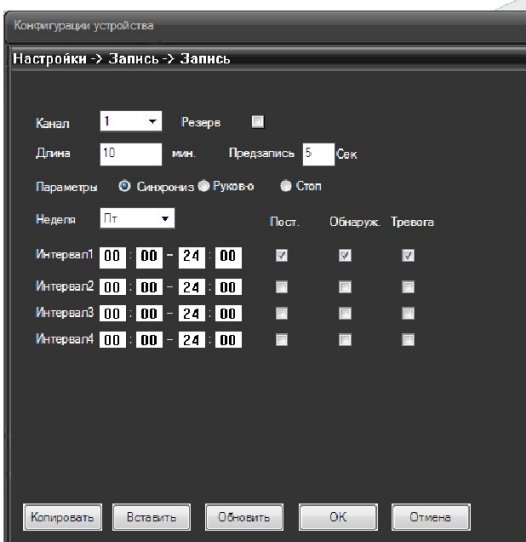 Конфигурации устройства
Настройки -> Запись -> Запись
Канал 1 Резерв
Длина 10 мин. Предзапись 5 Сек
Параметры Синхрониз Руков-о Стоп
Неделя Пт Пост. Обнаруж. Тревога
Интервал1 00 : 00 - 24 : 00
Интервал2 00 : 00 - 24 : 00
Интервал3 00 : 00 - 24 : 00
Интервал4 00 : 00 - 24 : 00
Копировать Вставить Обновить OK Отмена